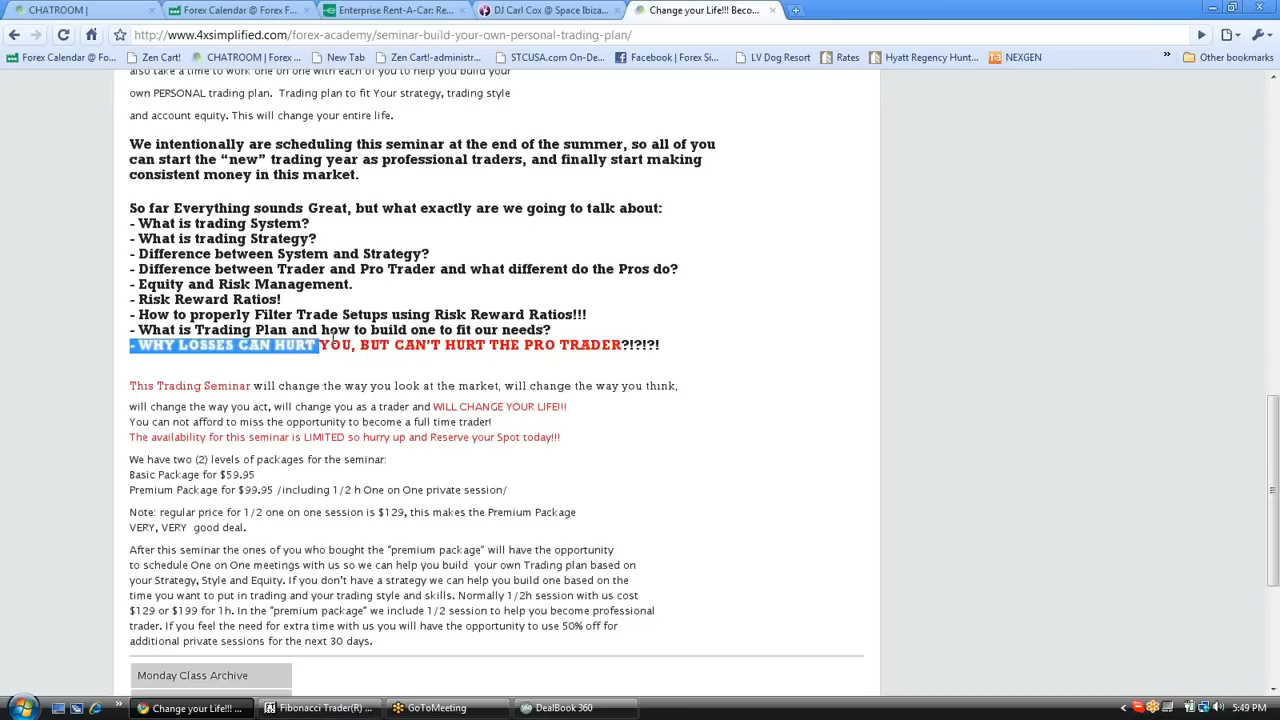 CHATROOM |
Forex Calendar @ Forex F...
Enterprise Rent-A-Car: Re...
DJ Carl Cox @ Space Ibiza...
Change your Life!!! Beco...
http://www.4xsimplified.com/forex-academy/seminar-build-your-own-personal-trading-plan/
Forex Calendar @ Fo...
Zen Cart!
CHATROOM | Forex ...
New Tab
Zen Cart!-administr...
STCUSA.com On-De...
Facebook | Forex Si...
LV Dog Resort
Rates
Hyatt Regency Hunt...
NEXGEN
»
Other bookmarks
also take a time to work one on one with each of you to help you build your
own PERSONAL trading plan. Trading plan to fit Your strategy, trading style
and account equity. This will change your entire life.
We intentionally are scheduling this seminar at the end of the summer, so all of you
can start the “new” trading year as professional traders, and finally start making
consistent money in this market.
So far Everything sounds Great, but what exactly are we going to talk about:
- What is trading System?
- What is trading Strategy?
- Difference between System and Strategy?
- Difference between Trader and Pro Trader and what different do the Pros do?
- Equity and Risk Management.
- Risk Reward Ratios!
- How to properly Filter Trade Setups using Risk Reward Ratios!!!
- What is Trading Plan and how to build one to fit our needs?
- WHY LOSSES CAN HURT YOU, BUT CAN’T HURT THE PRO TRADER?!?!?!
This Trading Seminar will change the way you look at the market, will change the way you think,
will change the way you act, will change you as a trader and WILL CHANGE YOUR LIFE!!!
You can not afford to miss the opportunity to become a full time trader!
The availability for this seminar is LIMITED so hurry up and Reserve your Spot today!!!
We have two (2) levels of packages for the seminar:
Basic Package for $59.95
Premium Package for $99.95 /including 1/2 h One on One private session/
Note: regular price for 1/2 one on one session is $129, this makes the Premium Package
VERY, VERY good deal.
After this seminar the ones of you who bought the “premium package” will have the opportunity
to schedule One on One meetings with us so we can help you build your own Trading plan based on
your Strategy, Style and Equity. If you don’t have a strategy we can help you build one based on the
time you want to put in trading and your trading style and skills. Normally 1/2h session with us cost
$129 or $199 for 1h. In the “premium package” we include 1/2 session to help you become professional
trader. If you feel the need for extra time with us you will have the opportunity to use 50% off for
additional private sessions for the next 30 days.
Monday Class Archive
»
Change your Life!!! ...
Fibonacci Trader(R) ...
GoToMeeting
DealBook 360
5:49 PM